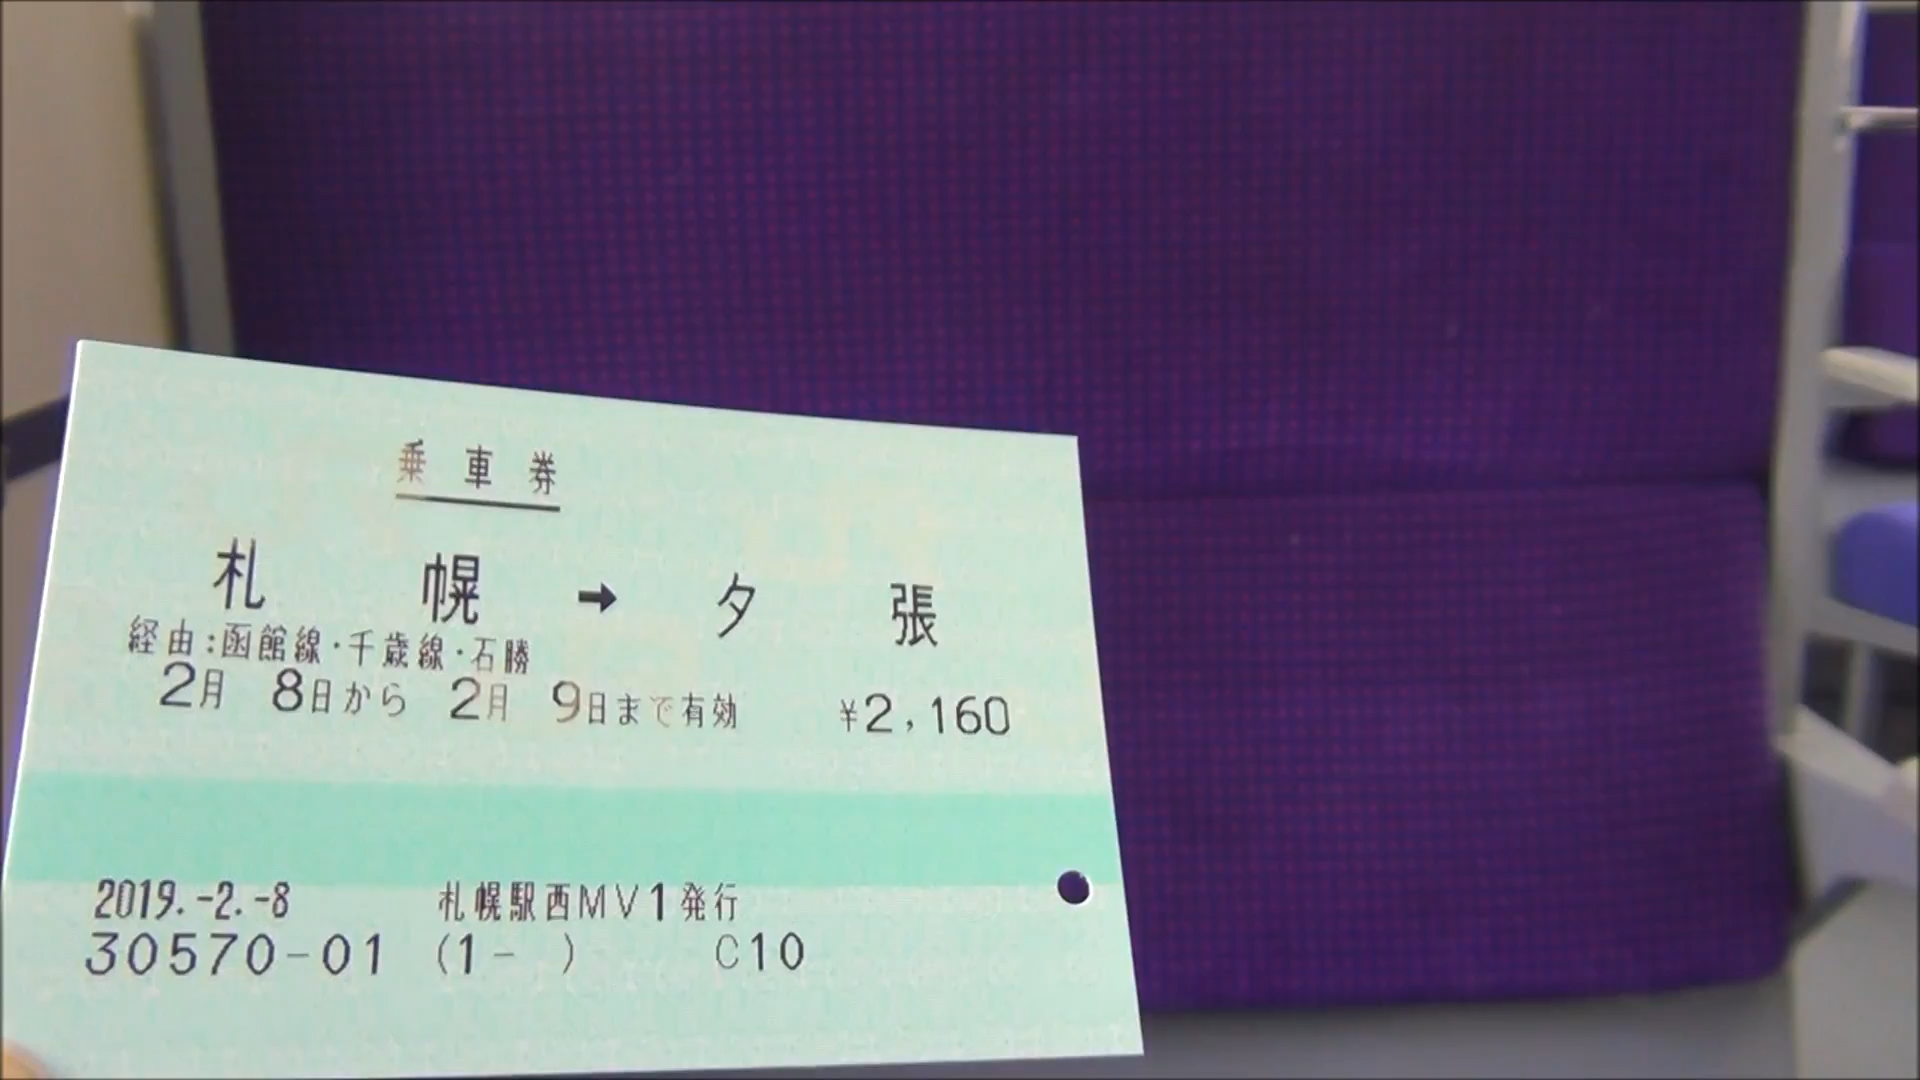 乗車券
札幌 → 夕張
経由:函館線・千歳線・石勝
2月 8日から 2月 9日まで有効 ¥2,160
2019.-2.-8 札幌駅西MV1発行
30570-01 (1- ) C10